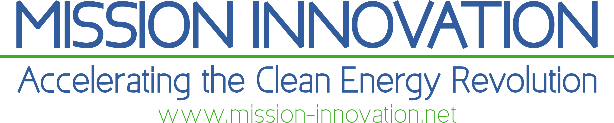 MISSION INNOVATION
Accelerating the Clean Energy Revolution
www.mission-innovation.net